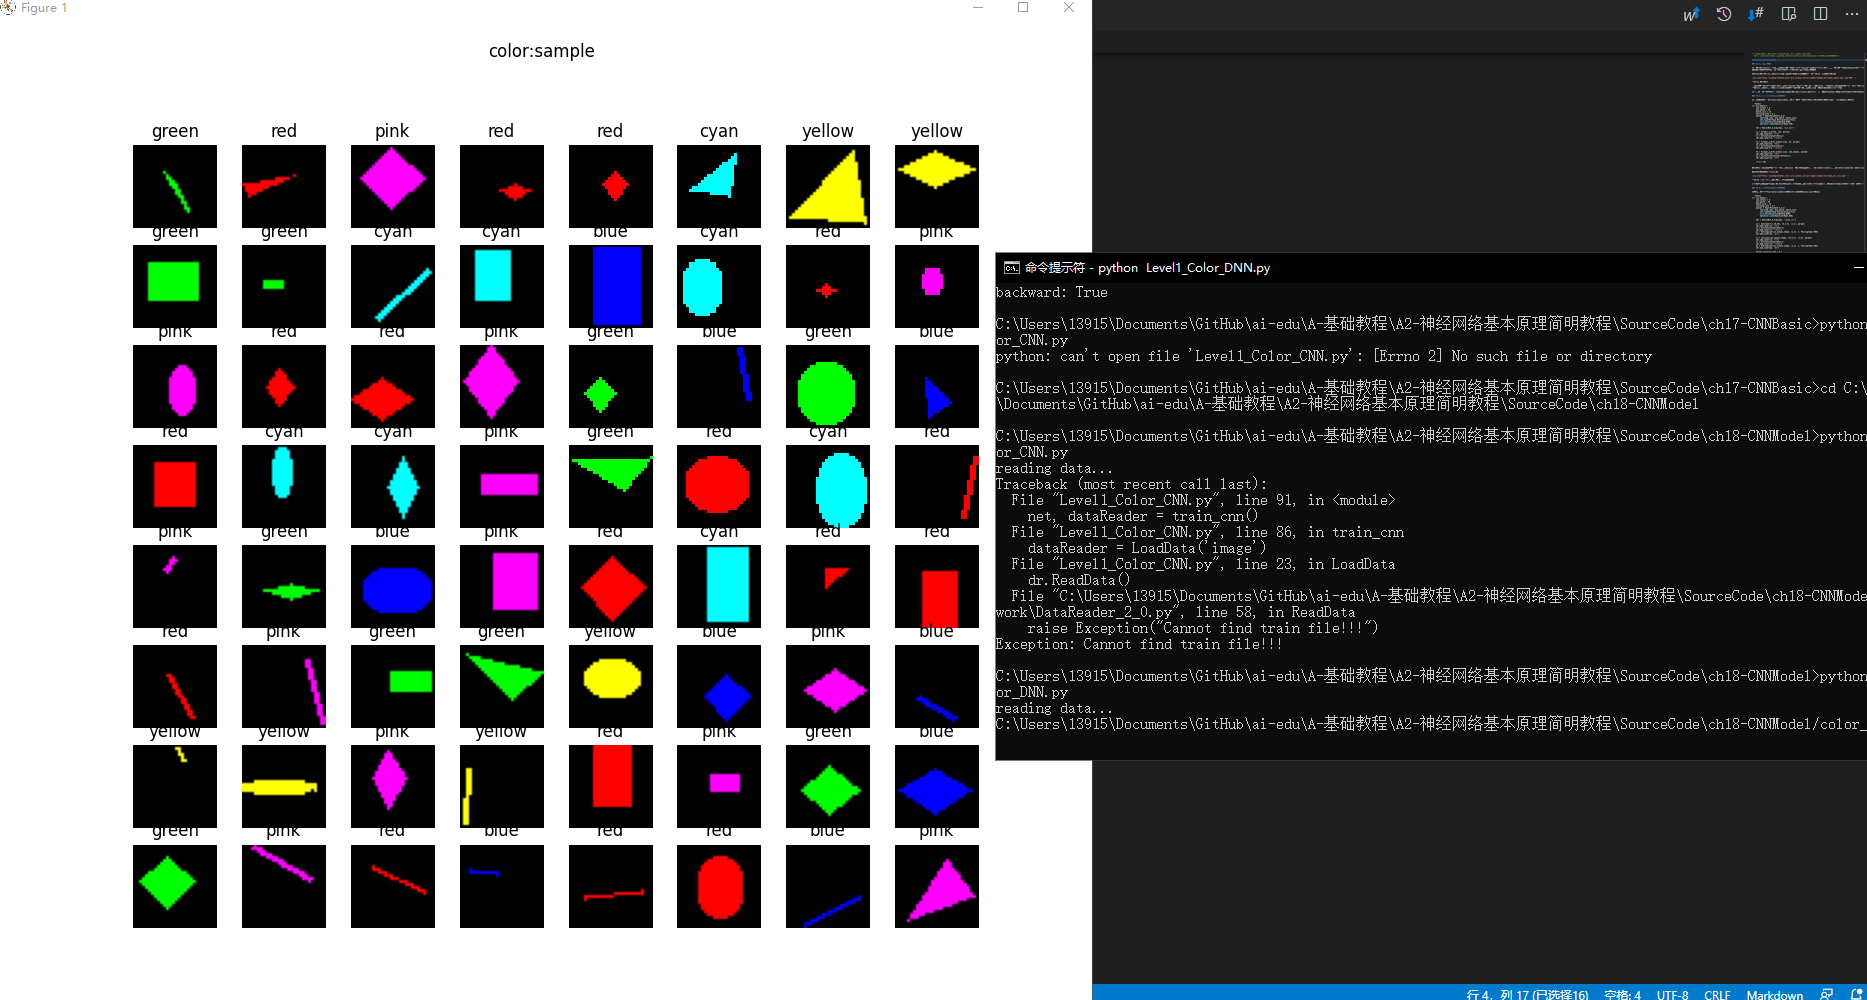 Figure 1
color:sample
green red pink red red cyan yellow yellow
green green cyan cyan blue cyan red pink
pink red red pink green blue green blue
red cyan cyan pink green red cyan red
pink green blue pink red cyan red red
red pink green green yellow blue pink blue
yellow yellow pink yellow red pink green blue
green pink red blue red red blue pink
命令提示符 - python  Level1_Color_DNN.py
backward: True
C:\Users\13915\Documents\GitHub\ai-edu\A-基础教程\A2-神经网络基本原理简明教程\SourceCode\ch17-CNNBasic>python
or_CNN.py
python: can't open file 'Level1_Color_CNN.py': [Errno 2] No such file or directory
C:\Users\13915\Documents\GitHub\ai-edu\A-基础教程\A2-神经网络基本原理简明教程\SourceCode\ch17-CNNBasic>cd C:\
\Documents\GitHub\ai-edu\A-基础教程\A2-神经网络基本原理简明教程\SourceCode\ch18-CNNModel
C:\Users\13915\Documents\GitHub\ai-edu\A-基础教程\A2-神经网络基本原理简明教程\SourceCode\ch18-CNNModel>python
or_CNN.py
reading data...
Traceback (most recent call last):
  File "Level1_Color_CNN.py", line 91, in <module>
    net, dataReader = train_cnn()
  File "Level1_Color_CNN.py", line 86, in train_cnn
    dataReader = LoadData('image')
  File "Level1_Color_CNN.py", line 23, in LoadData
    dr.ReadData()
  File "C:\Users\13915\Documents\GitHub\ai-edu\A-基础教程\A2-神经网络基本原理简明教程\SourceCode\ch18-CNNMode
work\DataReader_2_0.py", line 58, in ReadData
    raise Exception("Cannot find train file!!!")
Exception: Cannot find train file!!!
C:\Users\13915\Documents\GitHub\ai-edu\A-基础教程\A2-神经网络基本原理简明教程\SourceCode\ch18-CNNModel>python
or_DNN.py
reading data...
C:\Users\13915\Documents\GitHub\ai-edu\A-基础教程\A2-神经网络基本原理简明教程\SourceCode\ch18-CNNModel/color_
行 4，列 17 (已选择16) 空格: 4 UTF-8 CRLF Markdown